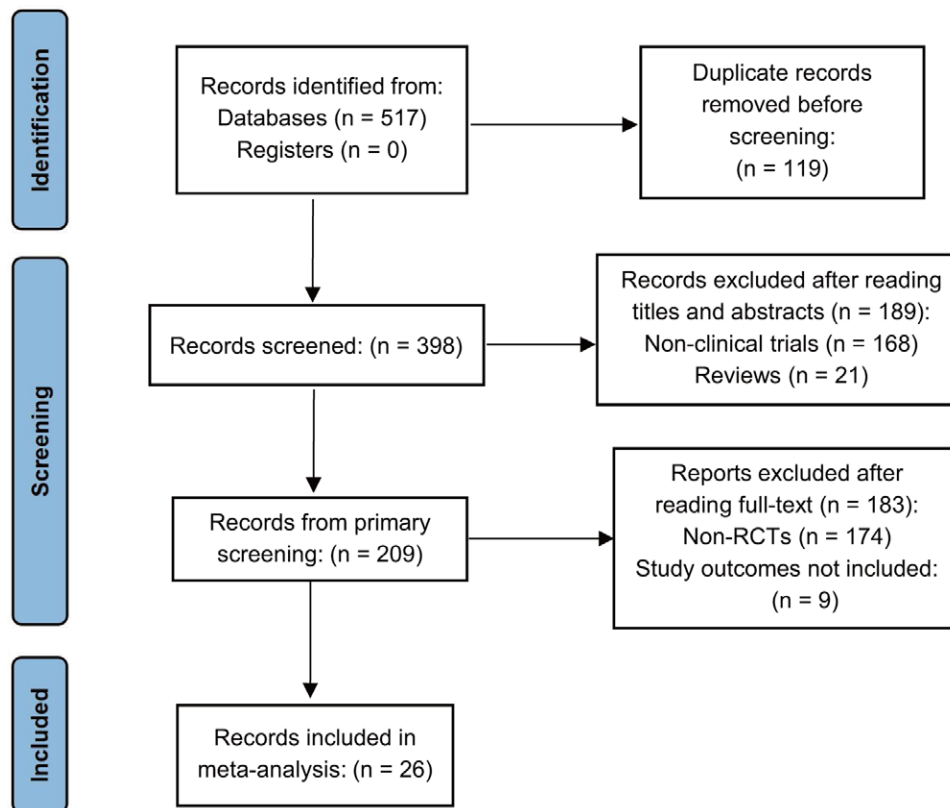 Identification
Records identified from:
Databases (n = 517)
Registers (n = 0)
Duplicate records
removed before
screening:
(n = 119)
Screening
Records screened: (n = 398)
Records excluded after reading
titles and abstracts (n = 189):
Non-clinical trials (n = 168)
Reviews (n = 21)
Records from primary
screening: (n = 209)
Reports excluded after
reading full-text (n = 183):
Non-RCTs (n = 174)
Study outcomes not included:
(n = 9)
Included
Records included in
meta-analysis: (n = 26)